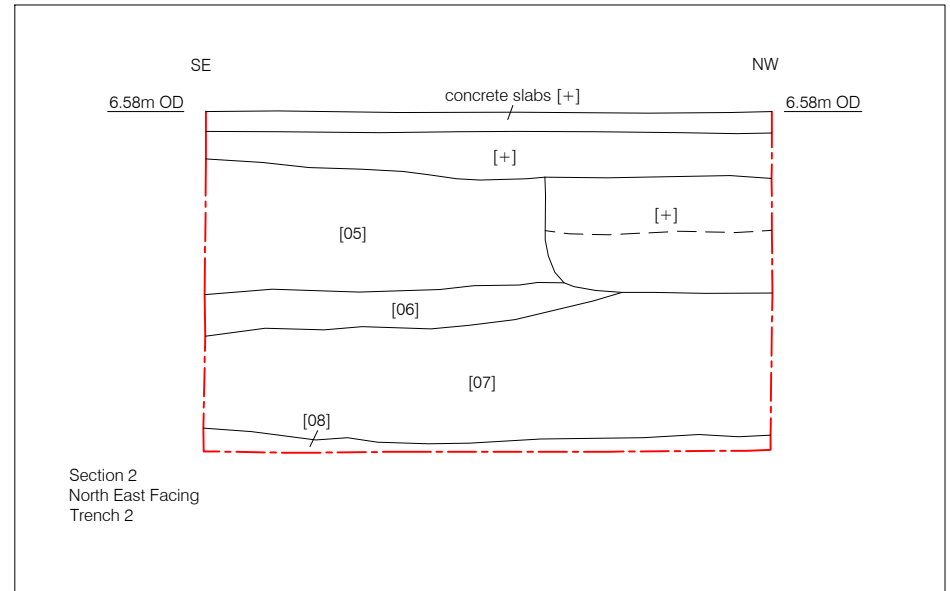 SE
NW
6.58m OD
concrete slabs [+]
6.58m OD
[+]
[+]
[05]
[06]
[07]
[08]
Section 2
North East Facing
Trench 2